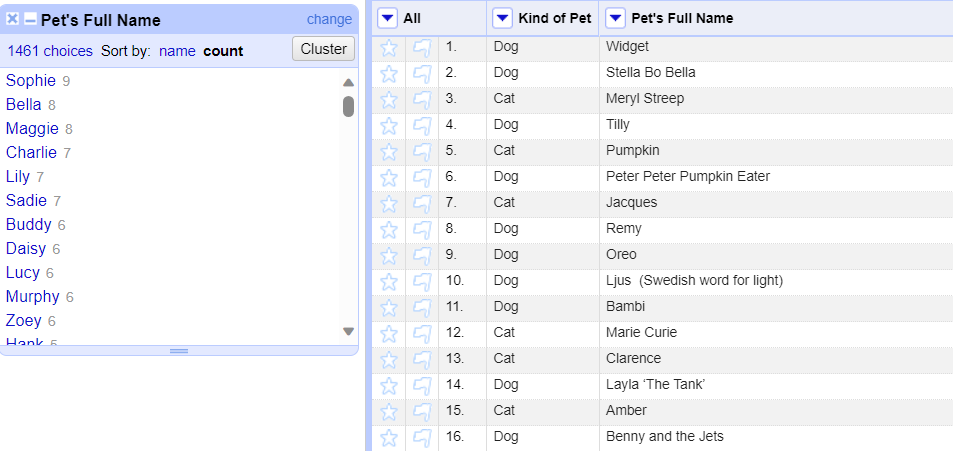 Pet's Full Name change
1461 choices Sort by: name count Cluster
Sophie 9
Bella 8
Maggie 8
Charlie 7
Lily 7
Sadie 7
Buddy 6
Daisy 6
Lucy 6
Murphy 6
Zoey 6
Hank 5
All Kind of Pet Pet's Full Name
1. Dog Widget
2. Dog Stella Bo Bella
3. Cat Meryl Streep
4. Dog Tilly
5. Cat Pumpkin
6. Dog Peter Peter Pumpkin Eater
7. Cat Jacques
8. Dog Remy
9. Dog Oreo
10. Dog Ljus  (Swedish word for light)
11. Dog Bambi
12. Cat Marie Curie
13. Cat Clarence
14. Dog Layla ‘The Tank’
15. Cat Amber
16. Dog Benny and the Jets